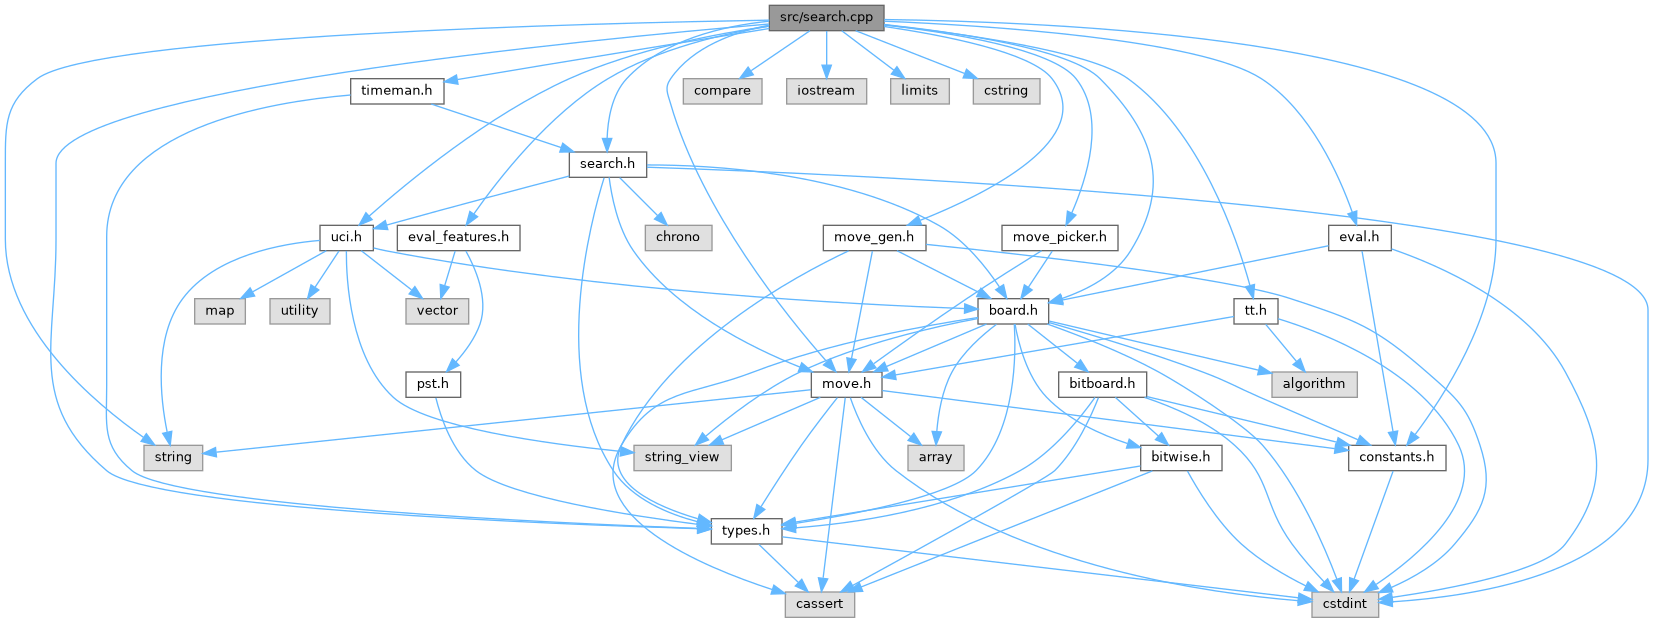 src/search.cpp
timeman.h
compare
iostream
limits
cstring
search.h
uci.h
eval_features.h
chrono
move_gen.h
move_picker.h
eval.h
map
utility
vector
board.h
tt.h
pst.h
move.h
bitboard.h
algorithm
string
string_view
array
bitwise.h
constants.h
types.h
cassert
cstdint